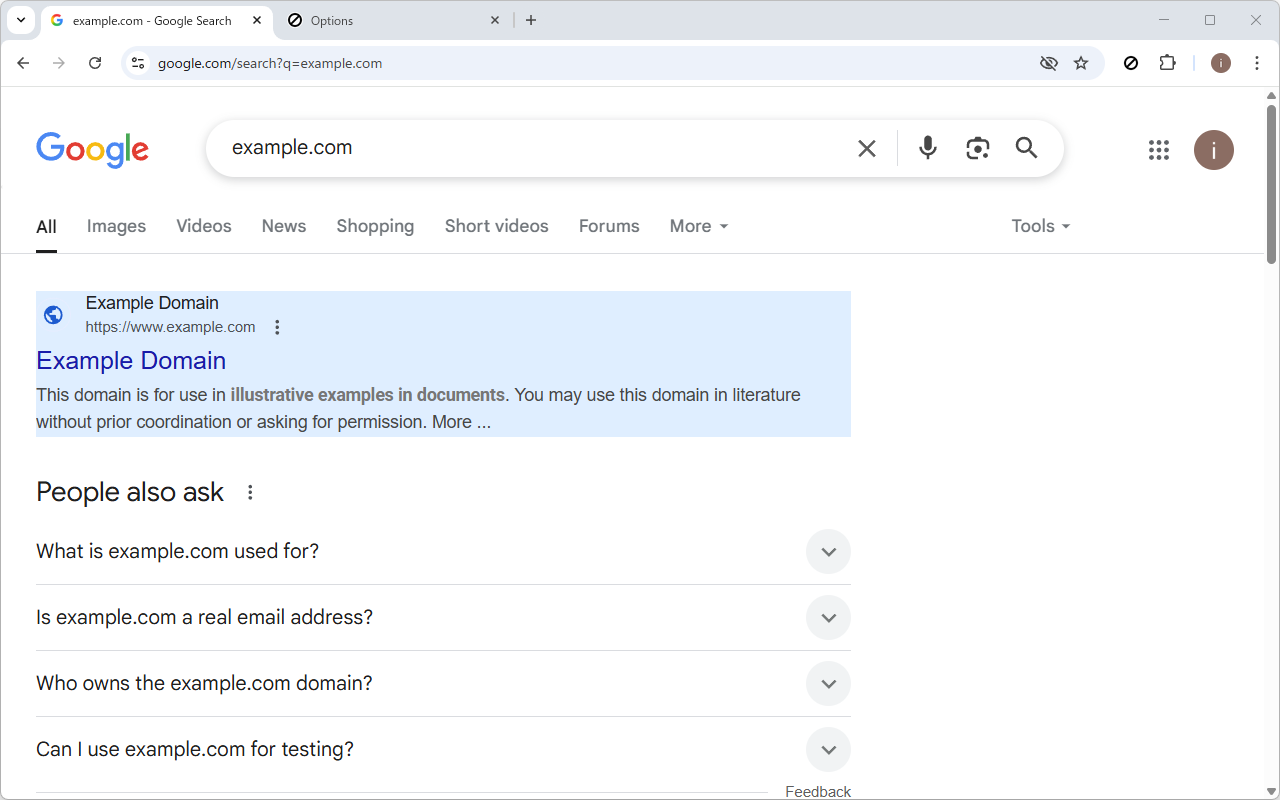 example.com - Google Search
Options
google.com/search?q=example.com
i
Google
example.com
i
All
Images
Videos
News
Shopping
Short videos
Forums
More
Tools
Example Domain
https://www.example.com
Example Domain
This domain is for use in illustrative examples in documents. You may use this domain in literature
without prior coordination or asking for permission. More ...
People also ask
What is example.com used for?
Is example.com a real email address?
Who owns the example.com domain?
Can I use example.com for testing?
Feedback